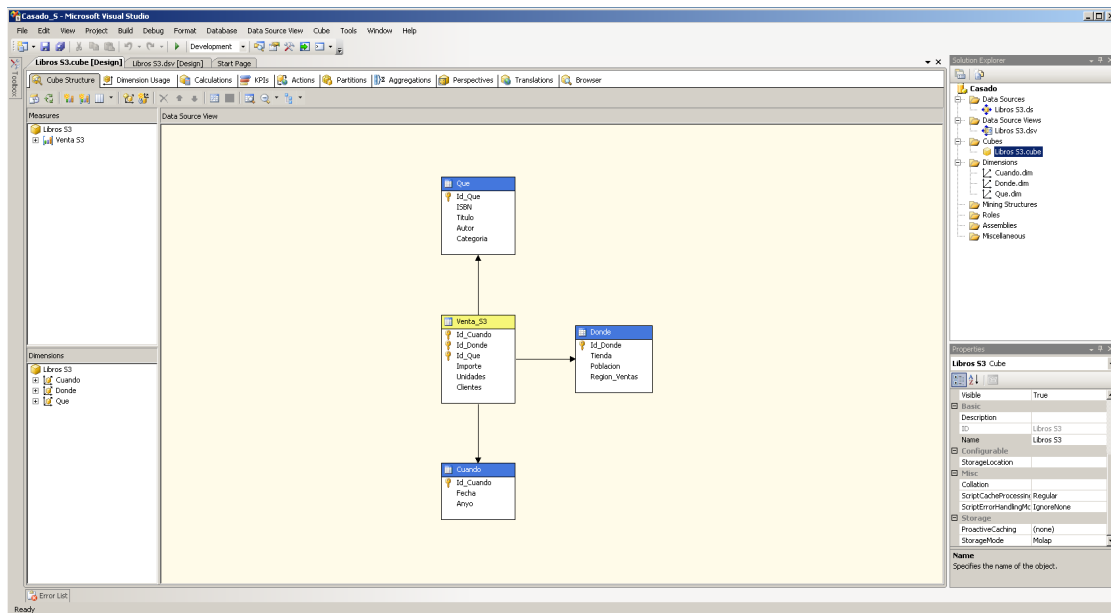 Casado_S - Microsoft Visual Studio
File Edit View Project Build Debug Format Database Data Source View Cube Tools Window Help
Development
Libros S3.cube [Design] Libros S3.dsv [Design] Start Page
Toolbox
Cube Structure Dimension Usage Calculations KPIs Actions Partitions Aggregations Perspectives Translations Browser
Measures
Libros S3
Venta S3
Dimensions
Libros S3
Cuando
Donde
Que
Data Source View
Que
Id_Que
ISBN
Titulo
Autor
Categoria
Venta_S3
Id_Cuando
Id_Donde
Id_Que
Importe
Unidades
Clientes
Donde
Id_Donde
Tienda
Poblacion
Region_Ventas
Cuando
Id_Cuando
Fecha
Anyo
Solution Explorer
Casado
Data Sources
Libros S3.ds
Data Source Views
Libros S3.dsv
Cubes
Libros S3.cube
Dimensions
Cuando.dim
Donde.dim
Que.dim
Mining Structures
Roles
Assemblies
Miscellaneous
Properties
Libros S3 Cube
Visible True
Basic
Description
ID Libros S3
Name Libros S3
Configurable
StorageLocation
Misc
Collation
ScriptCacheProcessin Regular
ScriptErrorHandlingMc IgnoreNone
Storage
ProactiveCaching (none)
StorageMode Molap
Name
Specifies the name of the object.
Error List
Ready